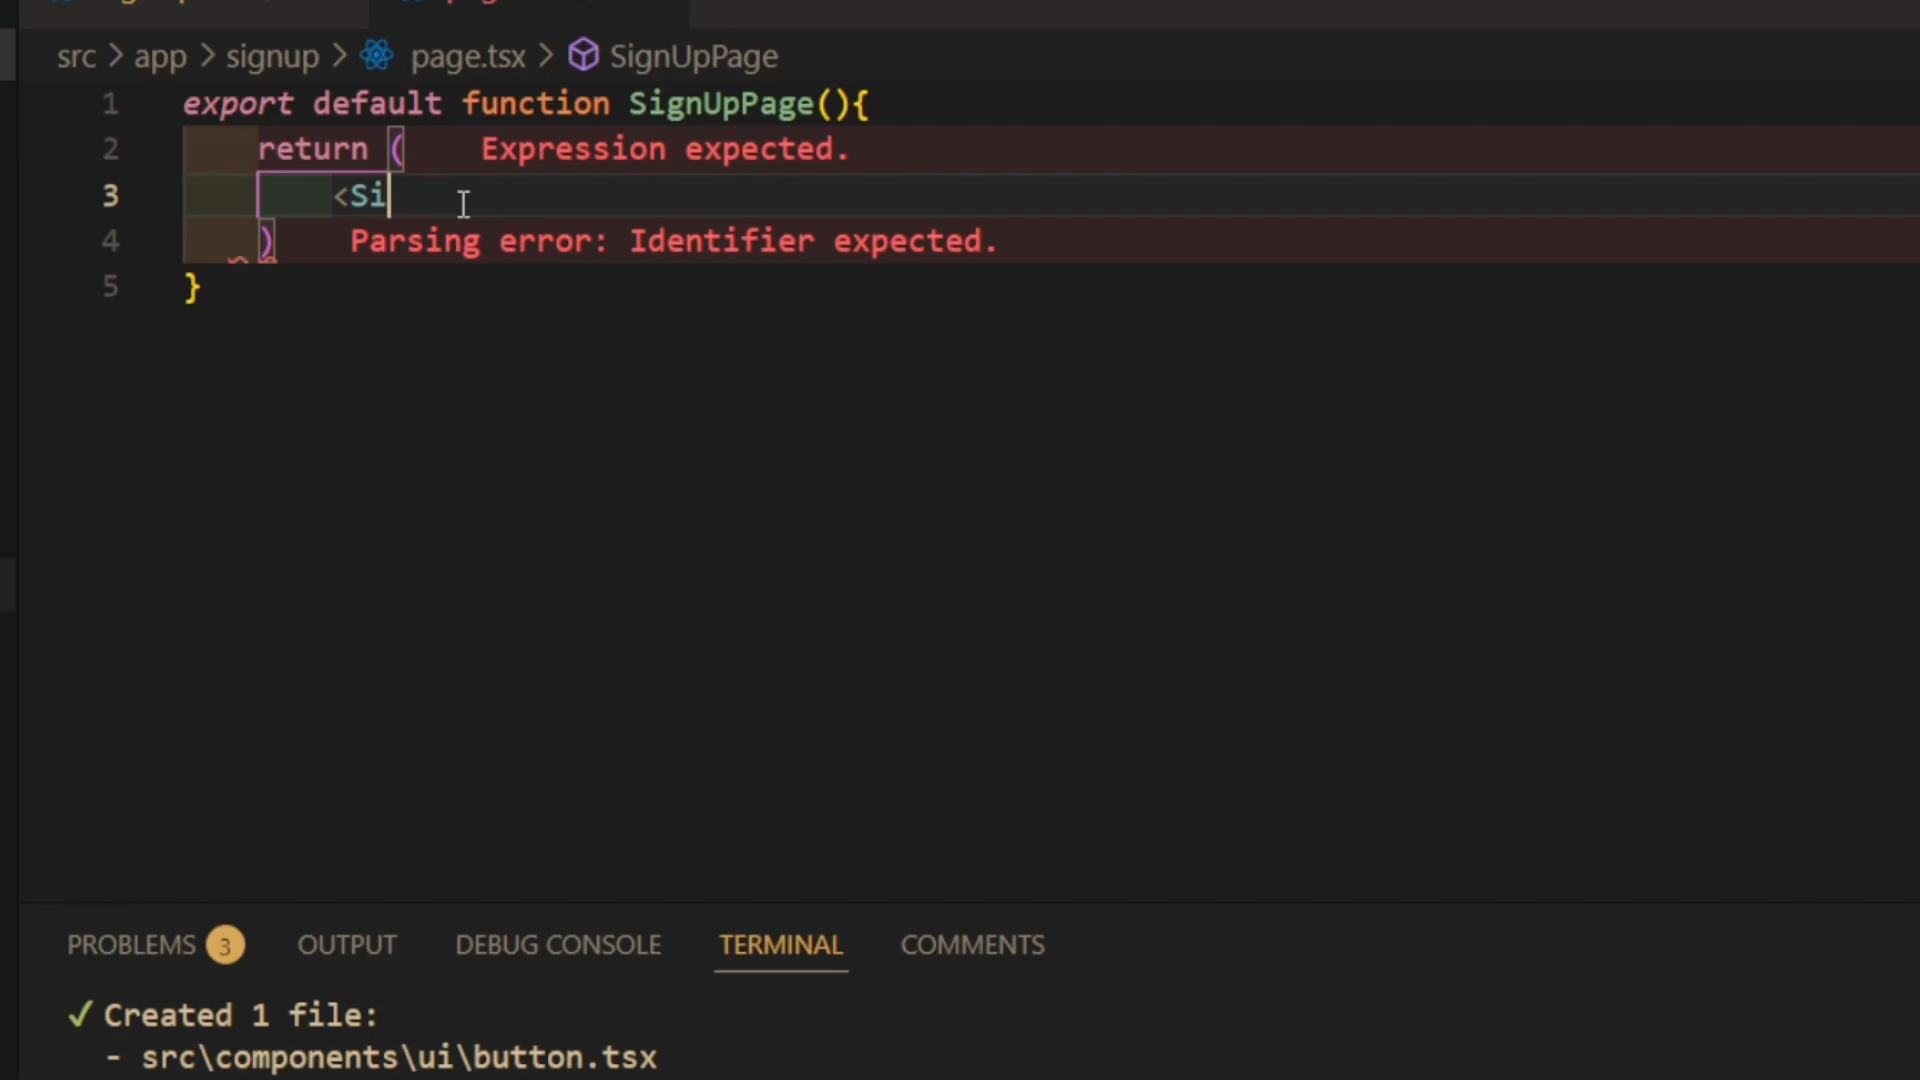 src > app > signup > page.tsx > SignUpPage
1 export default function SignUpPage(){
2 return ( Expression expected.
3 <Si
4 ) Parsing error: Identifier expected.
5 }
PROBLEMS 3 OUTPUT DEBUG CONSOLE TERMINAL COMMENTS
✓ Created 1 file:
- src\components\ui\button.tsx